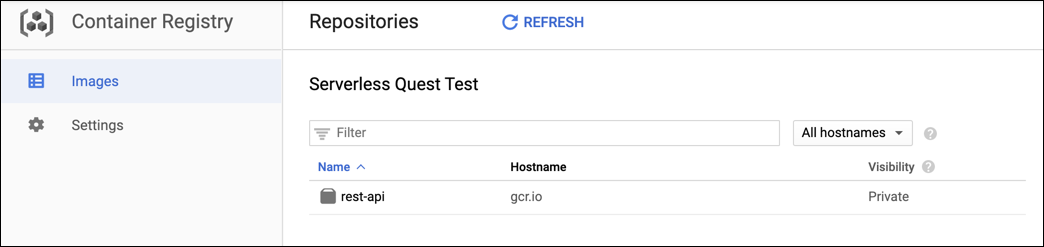 Container Registry
Repositories
REFRESH
Images
Settings
Serverless Quest Test
Filter
All hostnames
?
Name Hostname Visibility ?
rest-api gcr.io Private